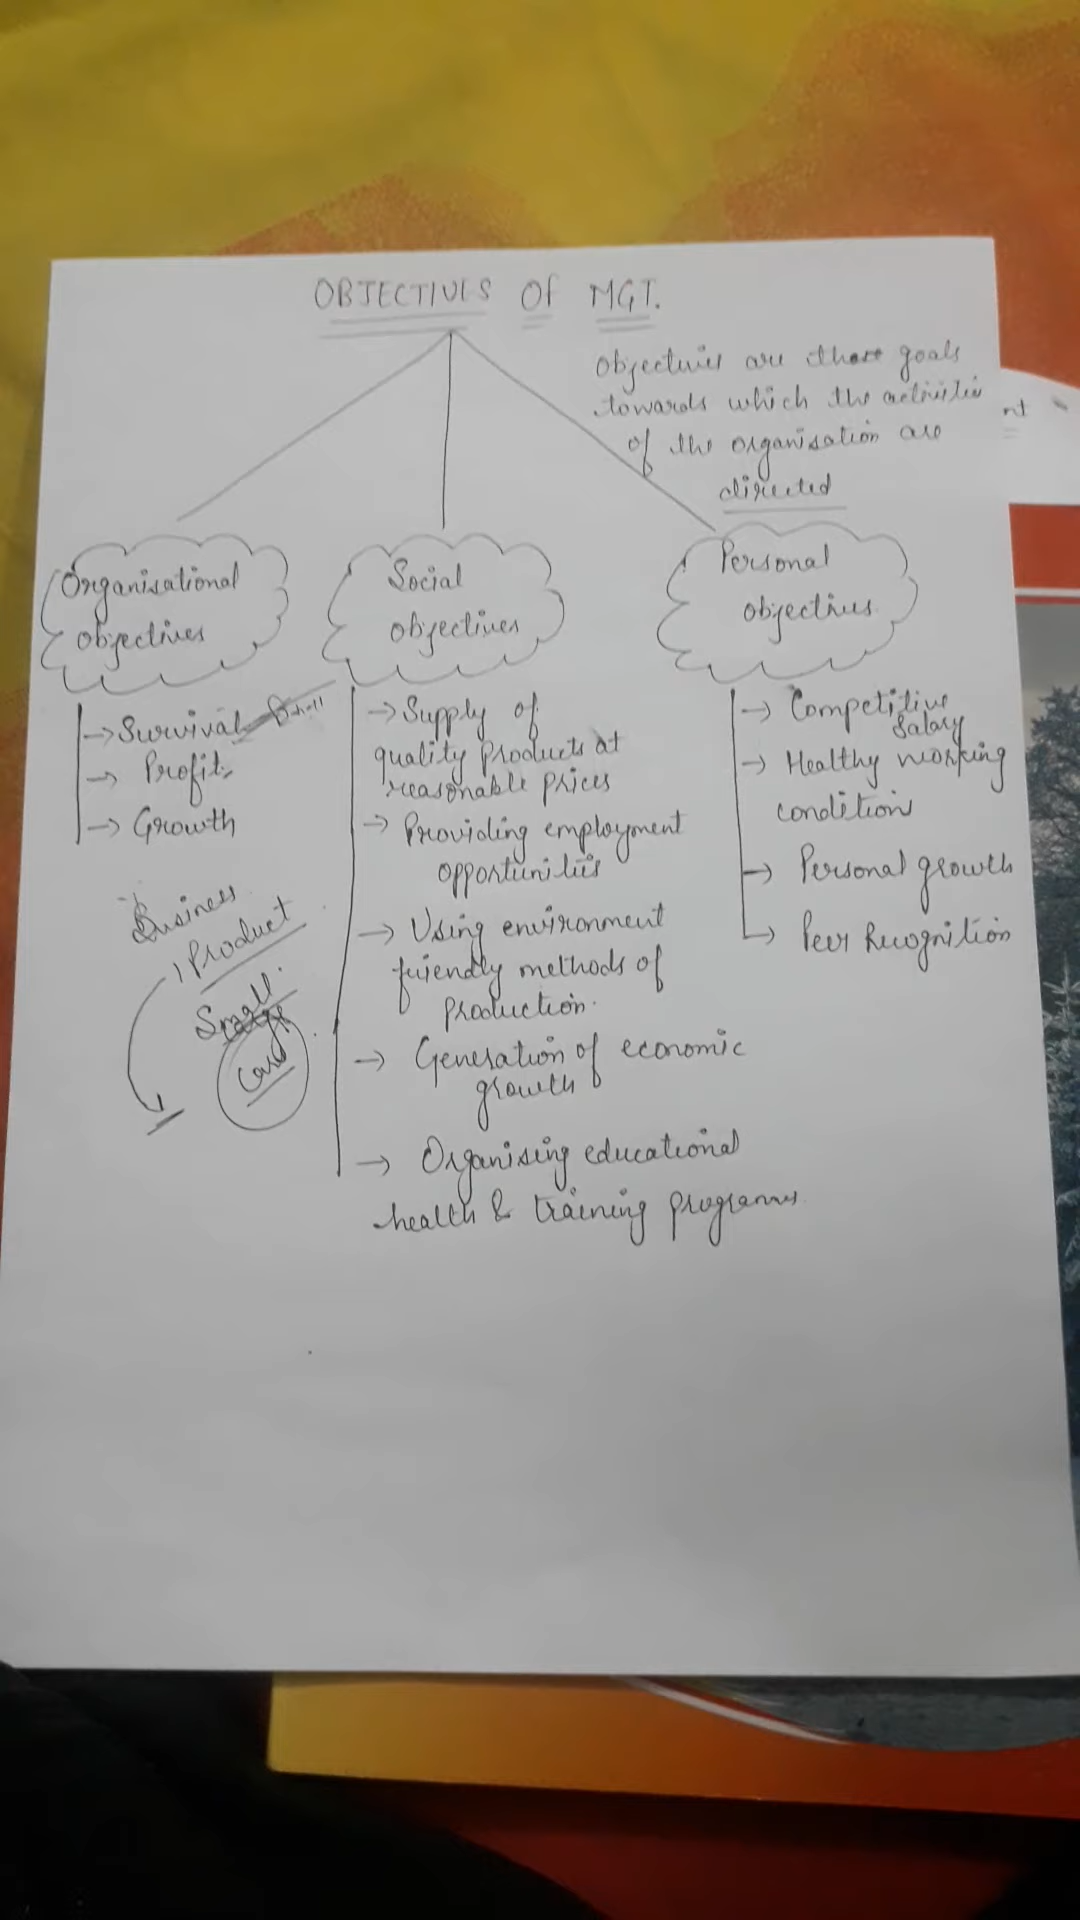 OBJECTIVES OF MGT.
Objectives are those goals
towards which the activities
of the organisation are
directed
nt
Organisational
objectives
→ Survival
→ Profit
→ Growth
Business
Product
Small
Social
objectives
→ Supply of
quality products at
reasonable prices
→ Providing employment
opportunities
→ Using environment
friendly methods of
production.
→ Generation of economic
growth
→ Organising educational
health & training programs.
Personal
objectives
→ Competitive
Salary
→ Healthy working
condition
→ Personal growth
→ Peer Recognition